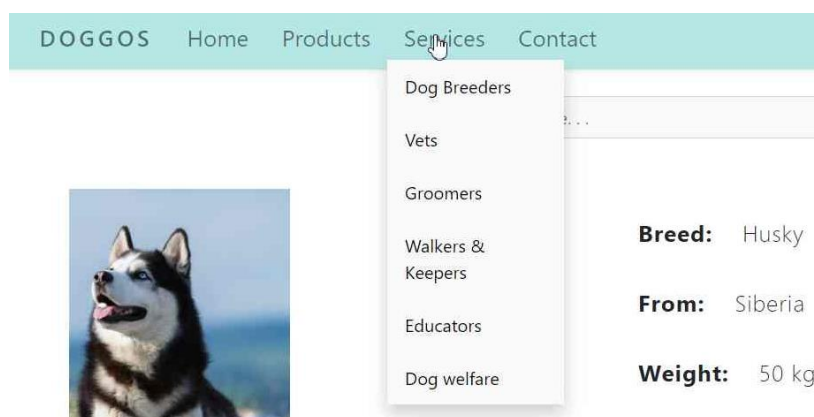 DOGGOS Home Products Services Contact
Dog Breeders
Vets
Groomers
Walkers &
Keepers
Educators
Dog welfare
Breed: Husky
From: Siberia
Weight: 50 kg